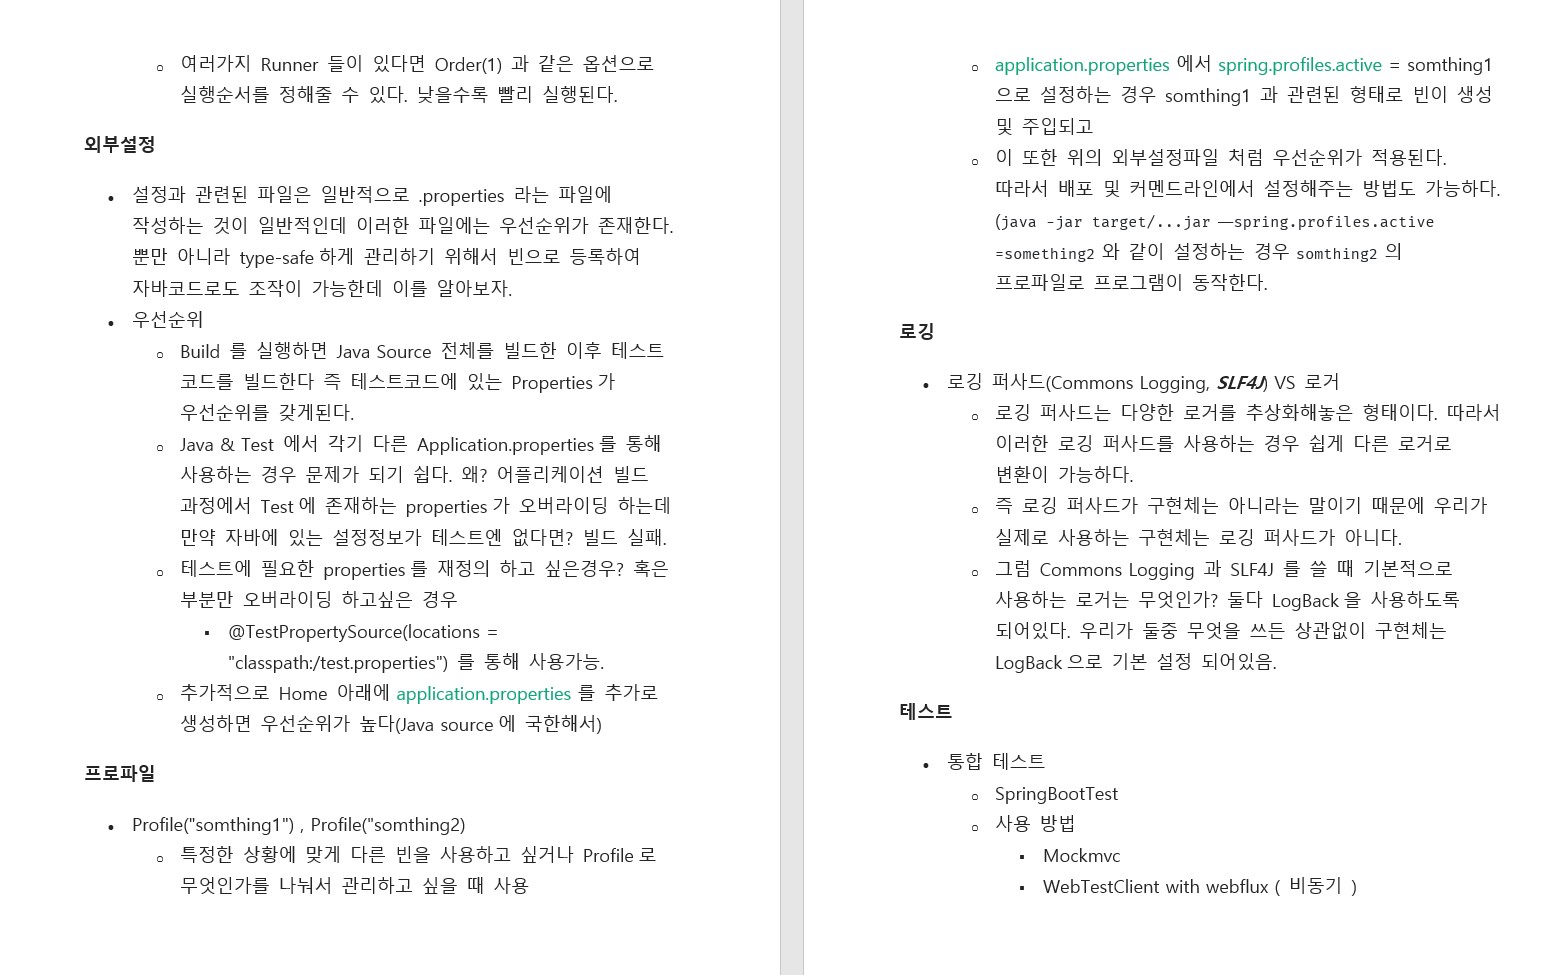 ○ 여러가지 Runner 들이 있다면 Order(1) 과 같은 옵션으로
실행순서를 정해줄 수 있다. 낮을수록 빨리 실행된다.
외부설정
• 설정과 관련된 파일은 일반적으로 .properties 라는 파일에
작성하는 것이 일반적인데 이러한 파일에는 우선순위가 존재한다.
뿐만 아니라 type-safe 하게 관리하기 위해서 빈으로 등록하여
자바코드로도 조작이 가능한데 이를 알아보자.
• 우선순위
○ Build 를 실행하면 Java Source 전체를 빌드한 이후 테스트
코드를 빌드한다 즉 테스트코드에 있는 Properties 가
우선순위를 갖게된다.
○ Java & Test 에서 각기 다른 Application.properties 를 통해
사용하는 경우 문제가 되기 쉽다. 왜? 어플리케이션 빌드
과정에서 Test 에 존재하는 properties 가 오버라이딩 하는데
만약 자바에 있는 설정정보가 테스트엔 없다면? 빌드 실패.
○ 테스트에 필요한 properties 를 재정의 하고 싶은경우? 혹은
부분만 오버라이딩 하고싶은 경우
▪ @TestPropertySource(locations =
"classpath:/test.properties") 를 통해 사용가능.
○ 추가적으로 Home 아래에 application.properties 를 추가로
생성하면 우선순위가 높다(Java source 에 국한해서)
프로파일
• Profile("somthing1") , Profile("somthing2)
○ 특정한 상황에 맞게 다른 빈을 사용하고 싶거나 Profile 로
무엇인가를 나눠서 관리하고 싶을 때 사용
○ application.properties 에서 spring.profiles.active = somthing1
으로 설정하는 경우 somthing1 과 관련된 형태로 빈이 생성
및 주입되고
○ 이 또한 위의 외부설정파일 처럼 우선순위가 적용된다.
따라서 배포 및 커멘드라인에서 설정해주는 방법도 가능하다.
(java -jar target/...jar —spring.profiles.active
=something2 와 같이 설정하는 경우 somthing2 의
프로파일로 프로그램이 동작한다.
로깅
• 로깅 퍼사드(Commons Logging, SLF4J) VS 로거
○ 로깅 퍼사드는 다양한 로거를 추상화해놓은 형태이다. 따라서
이러한 로깅 퍼사드를 사용하는 경우 쉽게 다른 로거로
변환이 가능하다.
○ 즉 로깅 퍼사드가 구현체는 아니라는 말이기 때문에 우리가
실제로 사용하는 구현체는 로깅 퍼사드가 아니다.
○ 그럼 Commons Logging 과 SLF4J 를 쓸 때 기본적으로
사용하는 로거는 무엇인가? 둘다 LogBack 을 사용하도록
되어있다. 우리가 둘중 무엇을 쓰든 상관없이 구현체는
LogBack 으로 기본 설정 되어있음.
테스트
• 통합 테스트
○ SpringBootTest
○ 사용 방법
▪ Mockmvc
▪ WebTestClient with webflux ( 비동기 )